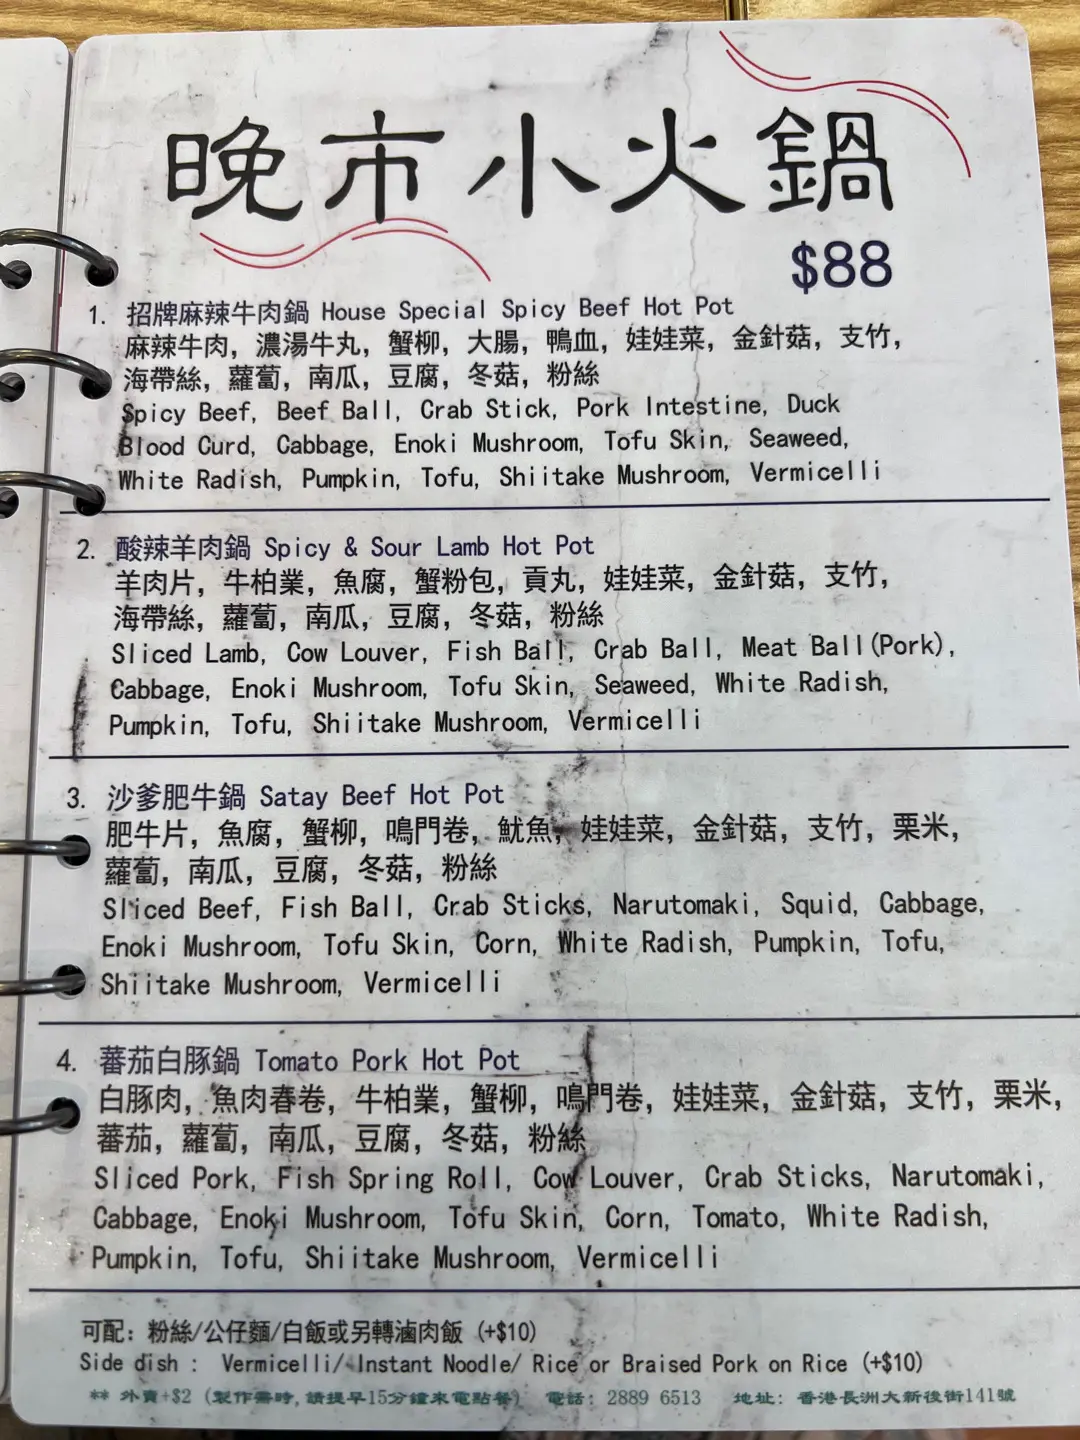 晚市小火鍋
$88
1. 招牌麻辣牛肉鍋 House Special Spicy Beef Hot Pot
麻辣牛肉, 濃湯牛丸, 蟹柳, 大腸, 鴨血, 娃娃菜, 金針菇, 支竹,
海帶絲, 蘿蔔, 南瓜, 豆腐, 冬菇, 粉絲
Spicy Beef, Beef Ball, Crab Stick, Pork Intestine, Duck
Blood Curd, Cabbage, Enoki Mushroom, Tofu Skin, Seaweed,
White Radish, Pumpkin, Tofu, Shiitake Mushroom, Vermicelli
2. 酸辣羊肉鍋 Spicy & Sour Lamb Hot Pot
羊肉片, 牛柏業, 魚腐, 蟹粉包, 貢丸, 娃娃菜, 金針菇, 支竹,
海帶絲, 蘿蔔, 南瓜, 豆腐, 冬菇, 粉絲
Sliced Lamb, Cow Louver, Fish Ball, Crab Ball, Meat Ball(Pork),
Cabbage, Enoki Mushroom, Tofu Skin, Seaweed, White Radish,
Pumpkin, Tofu, Shiitake Mushroom, Vermicelli
3. 沙爹肥牛鍋 Satay Beef Hot Pot
肥牛片, 魚腐, 蟹柳, 鳴門卷, 魷魚, 娃娃菜, 金針菇, 支竹, 粟米,
蘿蔔, 南瓜, 豆腐, 冬菇, 粉絲
Sliced Beef, Fish Ball, Crab Sticks, Narutomaki, Squid, Cabbage,
Enoki Mushroom, Tofu Skin, Corn, White Radish, Pumpkin, Tofu,
Shiitake Mushroom, Vermicelli
4. 蕃茄白豚鍋 Tomato Pork Hot Pot
白豚肉, 魚肉春卷, 牛柏業, 蟹柳, 鳴門卷, 娃娃菜, 金針菇, 支竹, 粟米,
蕃茄, 蘿蔔, 南瓜, 豆腐, 冬菇, 粉絲
Sliced Pork, Fish Spring Roll, Cow Louver, Crab Sticks, Narutomaki,
Cabbage, Enoki Mushroom, Tofu Skin, Corn, Tomato, White Radish,
Pumpkin, Tofu, Shiitake Mushroom, Vermicelli
可配: 粉絲/公仔麵/白飯或另轉滷肉飯 (+$10)
Side dish : Vermicelli/ Instant Noodle/ Rice or Braised Pork on Rice (+$10)
** 外賣+$2 (製作需時, 請提早15分鐘來電點餐) 電話: 2889 6513 地址: 香港長洲大新後街141號